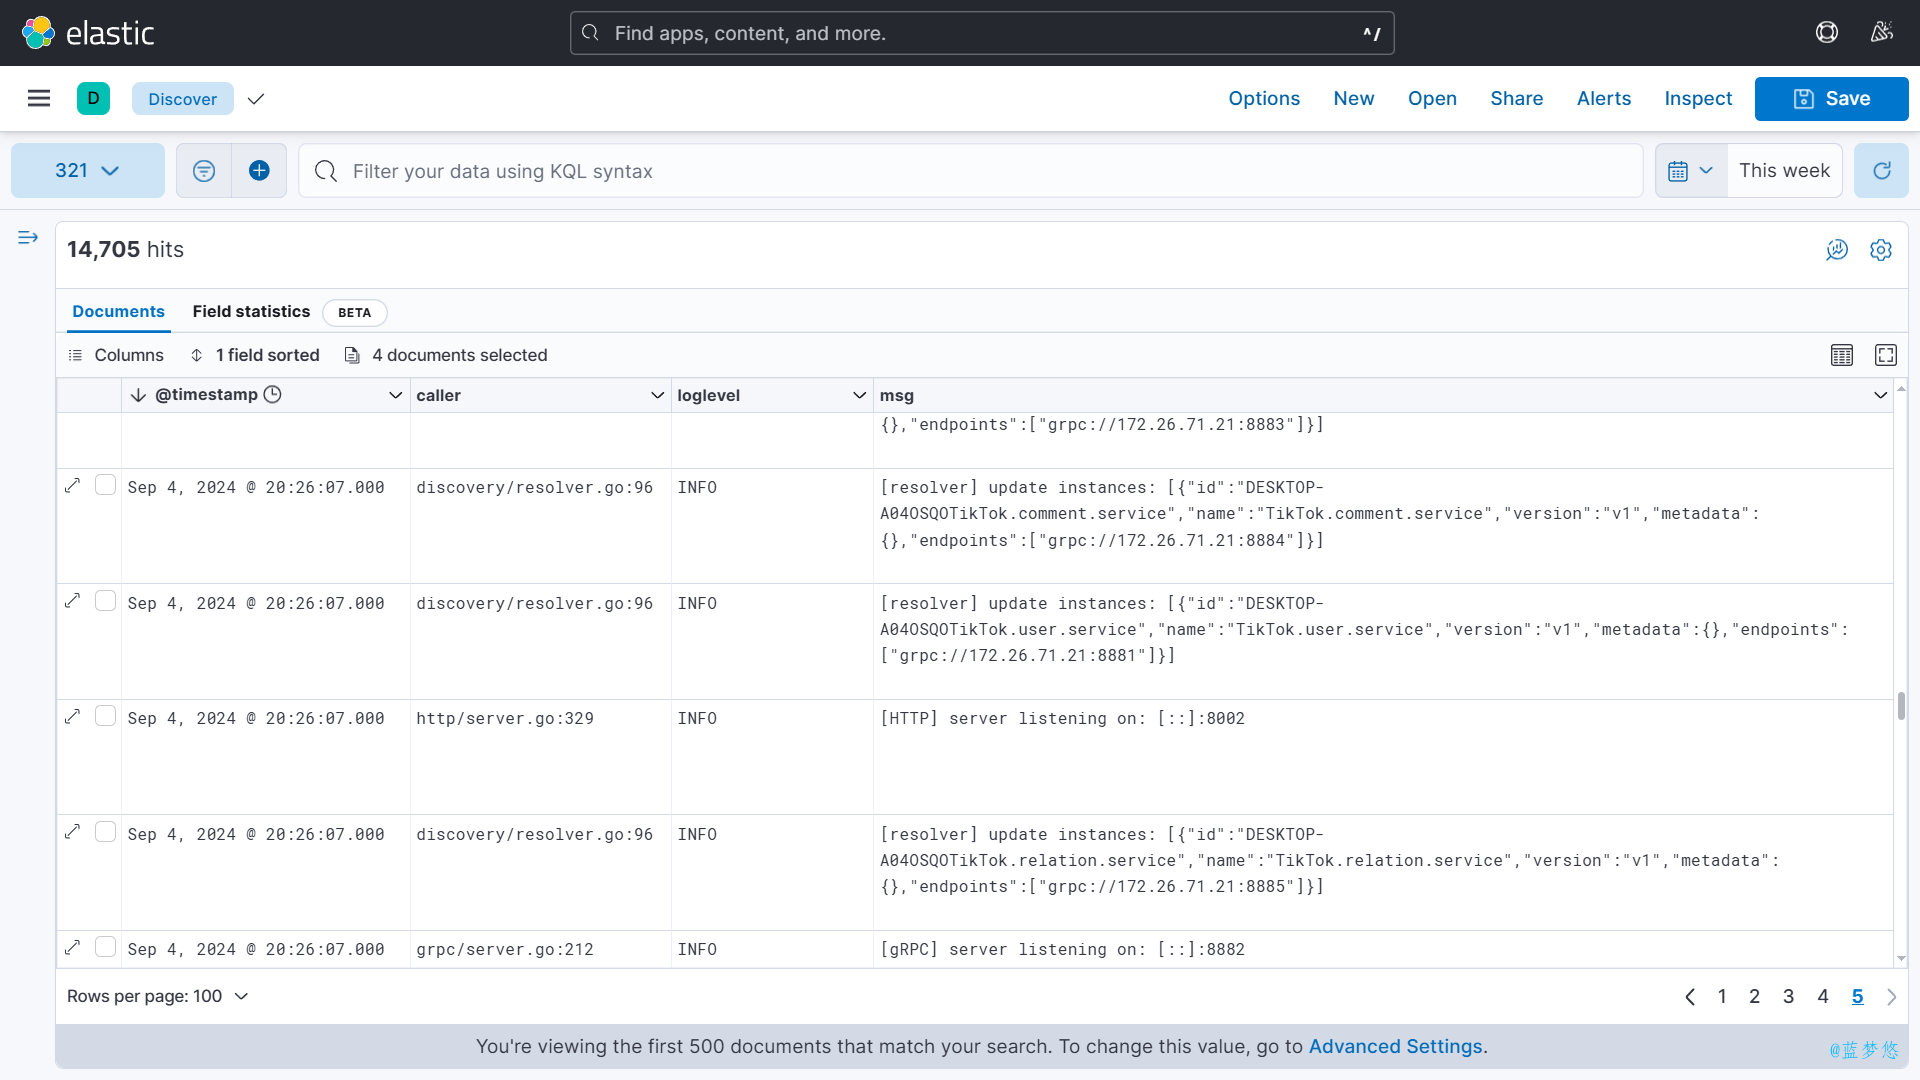 elastic
Find apps, content, and more.
^/
D
Discover
Options
New
Open
Share
Alerts
Inspect
Save
321
Filter your data using KQL syntax
This week
14,705 hits
Documents
Field statistics
BETA
Columns
1 field sorted
4 documents selected
@timestamp
caller
loglevel
msg
{},"endpoints":["grpc://172.26.71.21:8883"]}]
Sep 4, 2024 @ 20:26:07.000
discovery/resolver.go:96
INFO
[resolver] update instances: [{"id":"DESKTOP-
A04OSQOTikTok.comment.service","name":"TikTok.comment.service","version":"v1","metadata":
{},"endpoints":["grpc://172.26.71.21:8884"]}]
Sep 4, 2024 @ 20:26:07.000
discovery/resolver.go:96
INFO
[resolver] update instances: [{"id":"DESKTOP-
A04OSQOTikTok.user.service","name":"TikTok.user.service","version":"v1","metadata":{},"endpoints":
["grpc://172.26.71.21:8881"]}]
Sep 4, 2024 @ 20:26:07.000
http/server.go:329
INFO
[HTTP] server listening on: [::]:8002
Sep 4, 2024 @ 20:26:07.000
discovery/resolver.go:96
INFO
[resolver] update instances: [{"id":"DESKTOP-
A04OSQOTikTok.relation.service","name":"TikTok.relation.service","version":"v1","metadata":
{},"endpoints":["grpc://172.26.71.21:8885"]}]
Sep 4, 2024 @ 20:26:07.000
grpc/server.go:212
INFO
[gRPC] server listening on: [::]:8882
Rows per page: 100
1
2
3
4
5
You're viewing the first 500 documents that match your search. To change this value, go to Advanced Settings.
@蓝梦悠